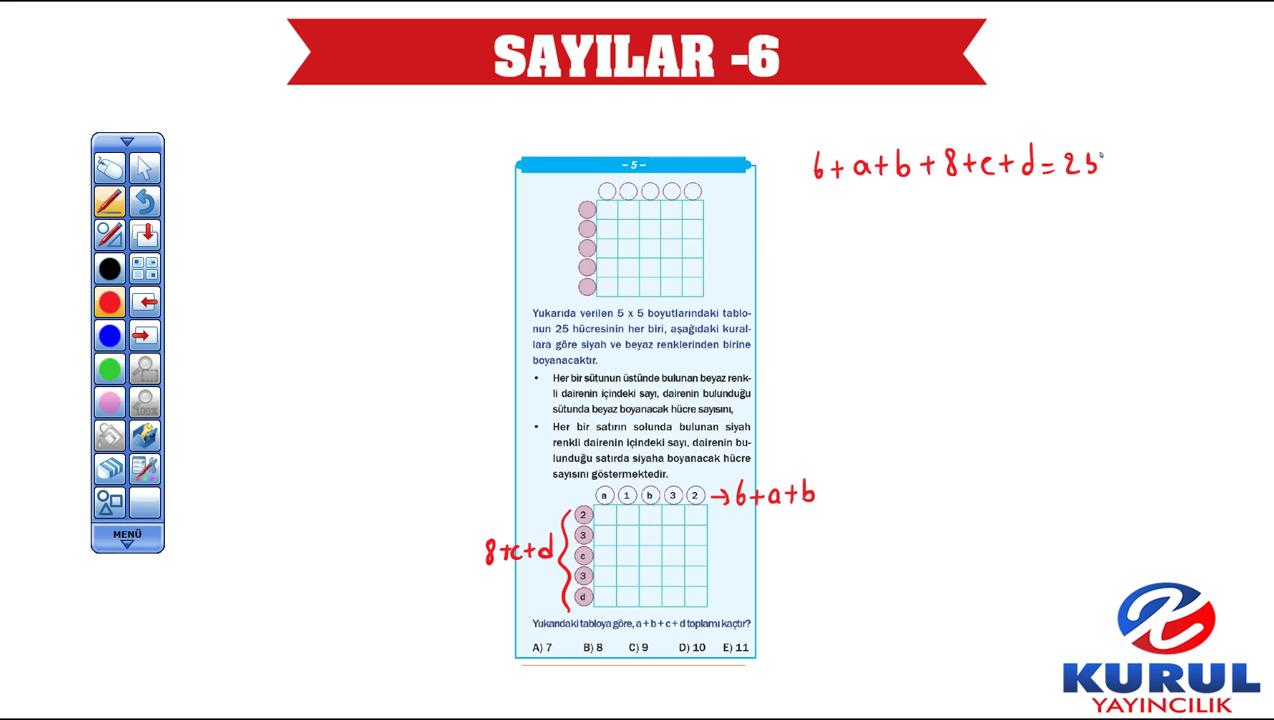 SAYILAR -6
MENÜ
100%
6+a+b+8+c+d=25
– 5 –
Yukarıda verilen 5 x 5 boyutlarındaki tablo-
nun 25 hücresinin her biri, aşağıdaki kural-
lara göre siyah ve beyaz renklerinden birine
boyanacaktır.
• Her bir sütunun üstünde bulunan beyaz renk-
li dairenin içindeki sayı, dairenin bulunduğu
sütunda beyaz boyanacak hücre sayısını,
• Her bir satırın solunda bulunan siyah
renkli dairenin içindeki sayı, dairenin bu-
lunduğu satırda siyaha boyanacak hücre
sayısını göstermektedir.
a 1 b 3 2 → 6+a+b
2
3
8+c+d
c
3
d
Yukarıdaki tabloya göre, a + b + c + d toplamı kaçtır?
A) 7 B) 8 C) 9 D) 10 E) 11
KURUL
YAYINCILIK